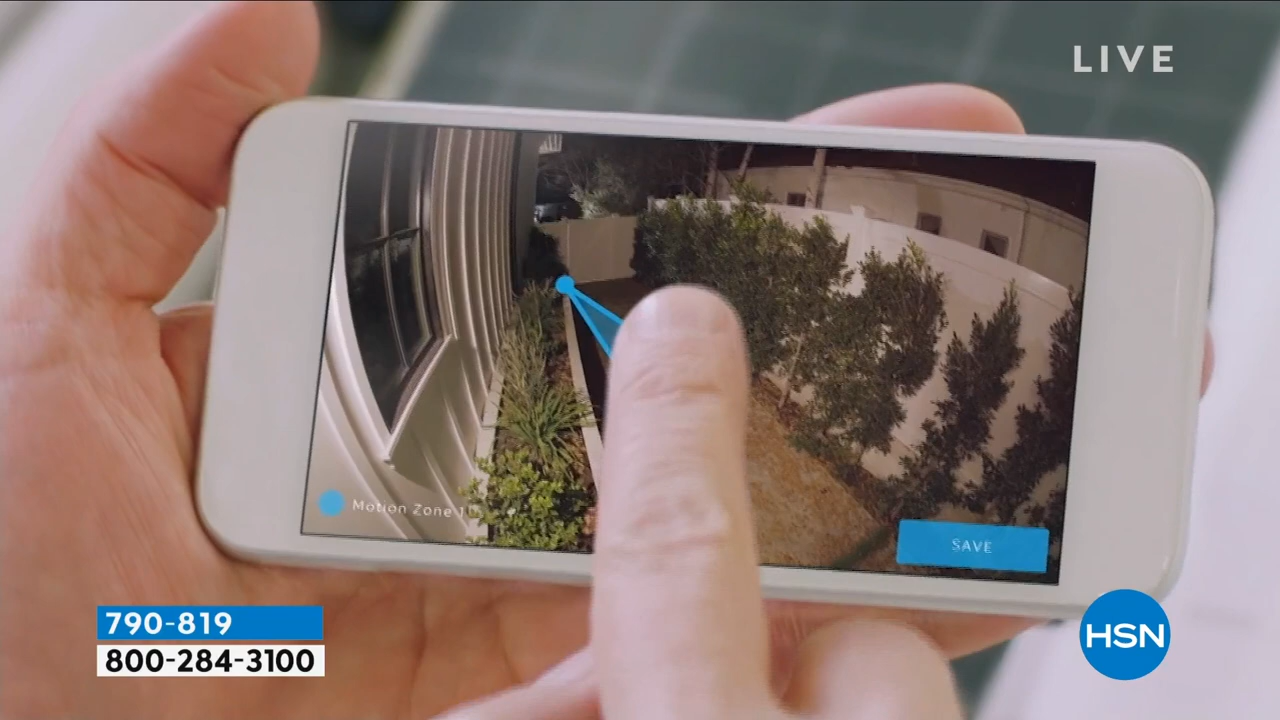 LIVE
Motion Zone 1
SAVE
790-819
800-284-3100
HSN